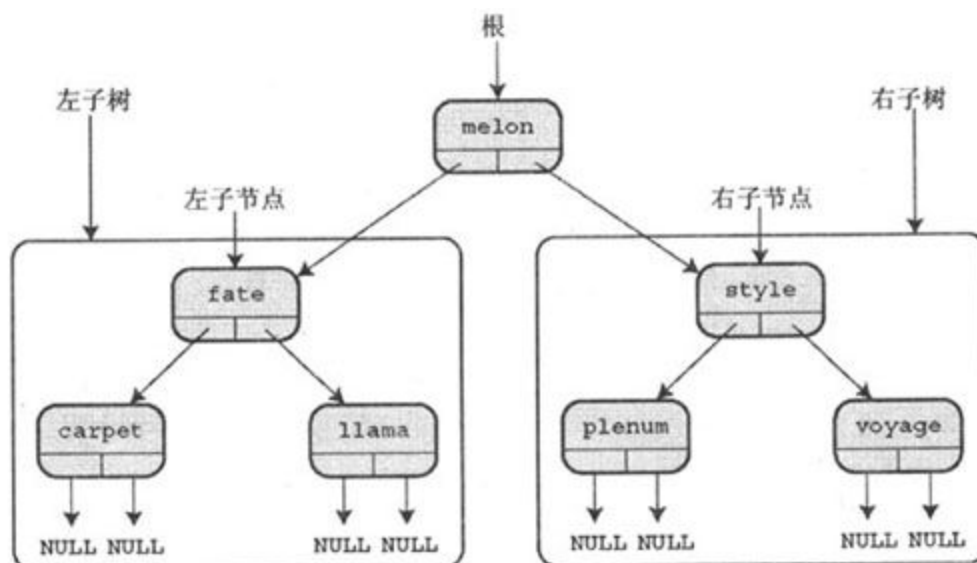 根
左子树
右子树
melon
左子节点
右子节点
fate
style
carpet
llama
plenum
voyage
NULL NULL
NULL NULL
NULL NULL
NULL NULL